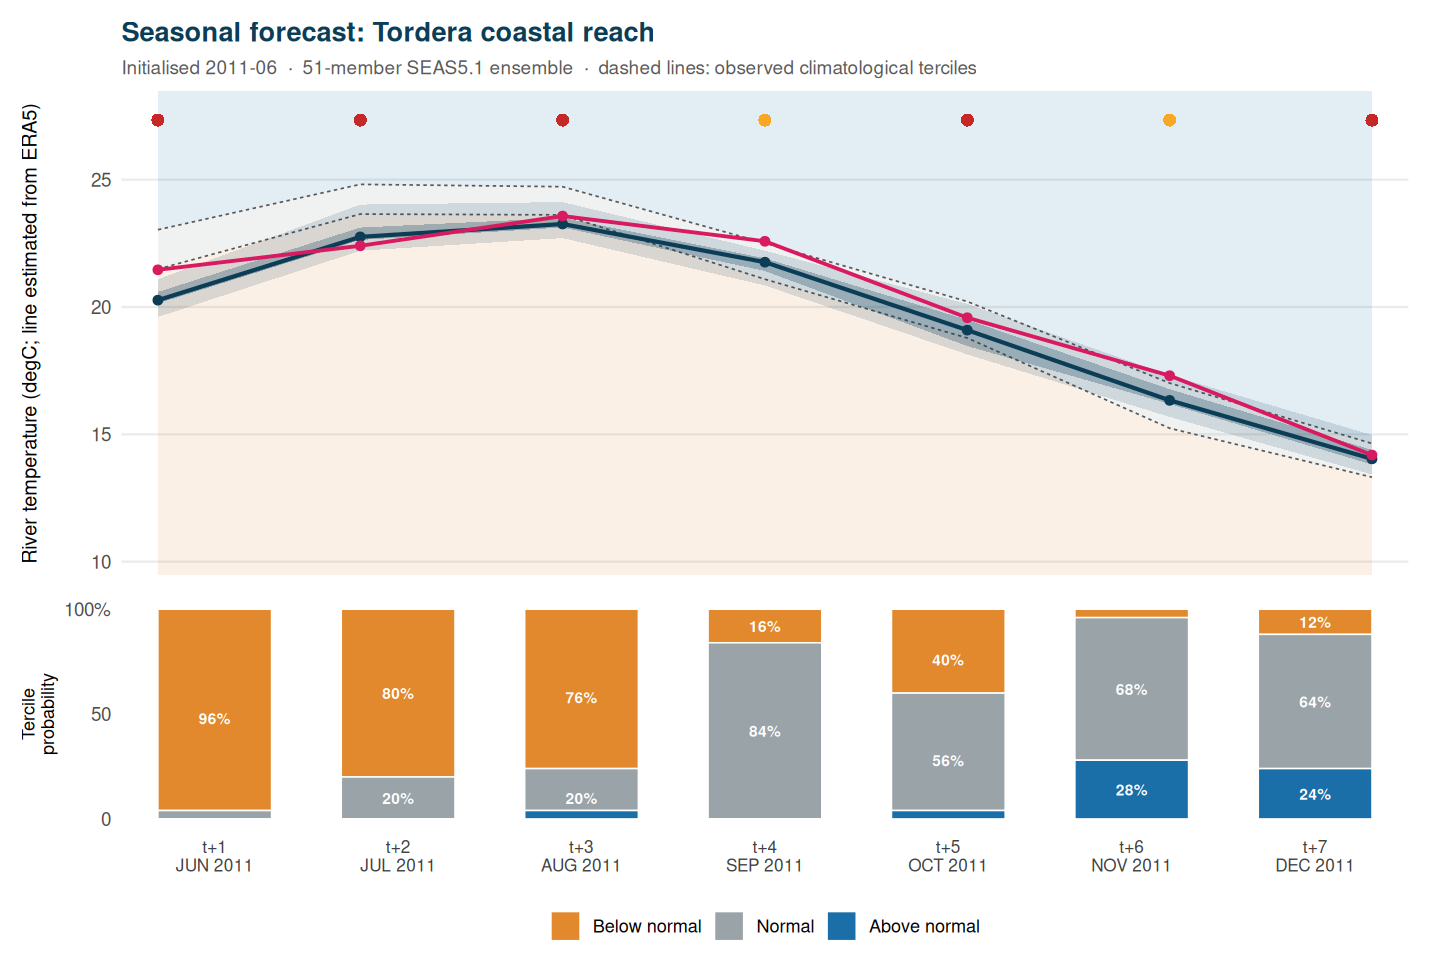 Seasonal forecast: Tordera coastal reach
Initialised 2011-06 · 51-member SEAS5.1 ensemble · dashed lines: observed climatological terciles
River temperature (degC; line estimated from ERA5)
25
20
15
10
Tercile
probability
100%
50
0
96%
80%
20%
76%
20%
16%
84%
40%
56%
68%
28%
12%
64%
24%
t+1
JUN 2011
t+2
JUL 2011
t+3
AUG 2011
t+4
SEP 2011
t+5
OCT 2011
t+6
NOV 2011
t+7
DEC 2011
Below normal
Normal
Above normal